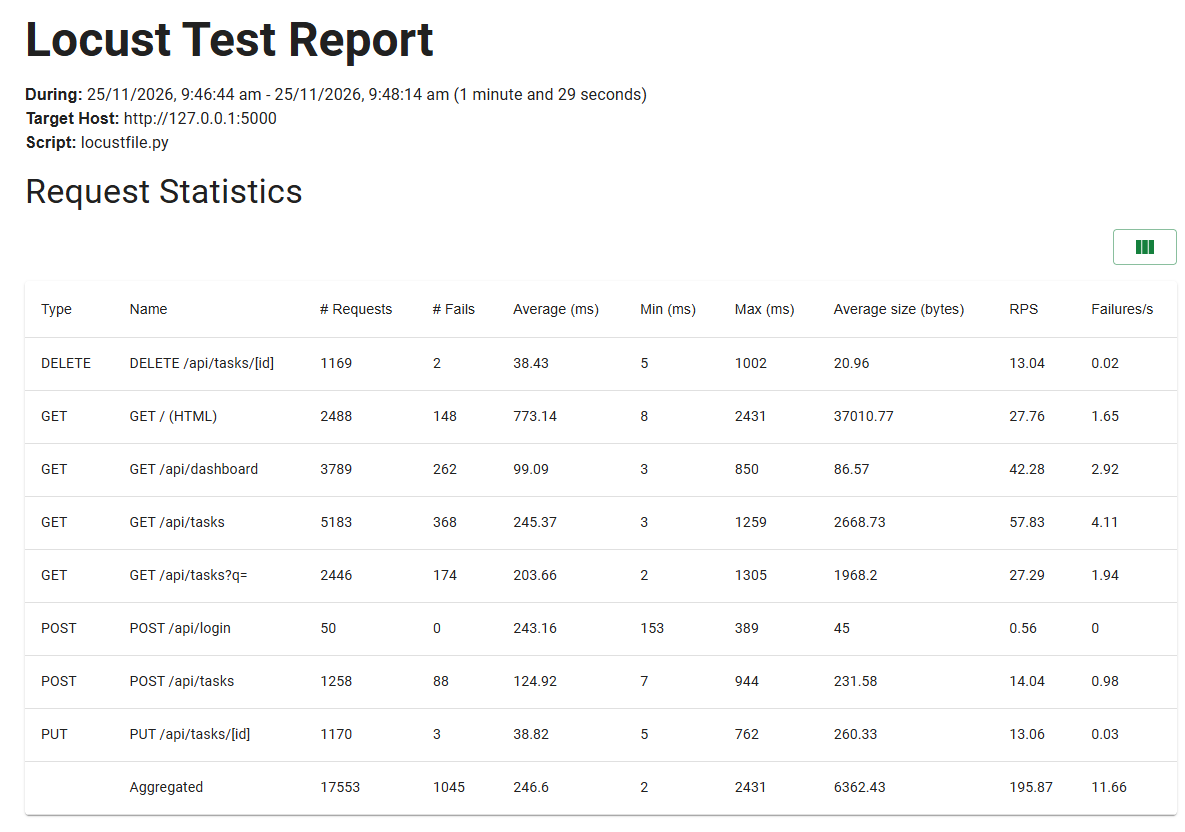 Locust Test Report
During: 25/11/2026, 9:46:44 am - 25/11/2026, 9:48:14 am (1 minute and 29 seconds)
Target Host: http://127.0.0.1:5000
Script: locustfile.py
Request Statistics
Type Name # Requests # Fails Average (ms) Min (ms) Max (ms) Average size (bytes) RPS Failures/s
DELETE DELETE /api/tasks/[id] 1169 2 38.43 5 1002 20.96 13.04 0.02
GET GET / (HTML) 2488 148 773.14 8 2431 37010.77 27.76 1.65
GET GET /api/dashboard 3789 262 99.09 3 850 86.57 42.28 2.92
GET GET /api/tasks 5183 368 245.37 3 1259 2668.73 57.83 4.11
GET GET /api/tasks?q= 2446 174 203.66 2 1305 1968.2 27.29 1.94
POST POST /api/login 50 0 243.16 153 389 45 0.56 0
POST POST /api/tasks 1258 88 124.92 7 944 231.58 14.04 0.98
PUT PUT /api/tasks/[id] 1170 3 38.82 5 762 260.33 13.06 0.03
Aggregated 17553 1045 246.6 2 2431 6362.43 195.87 11.66